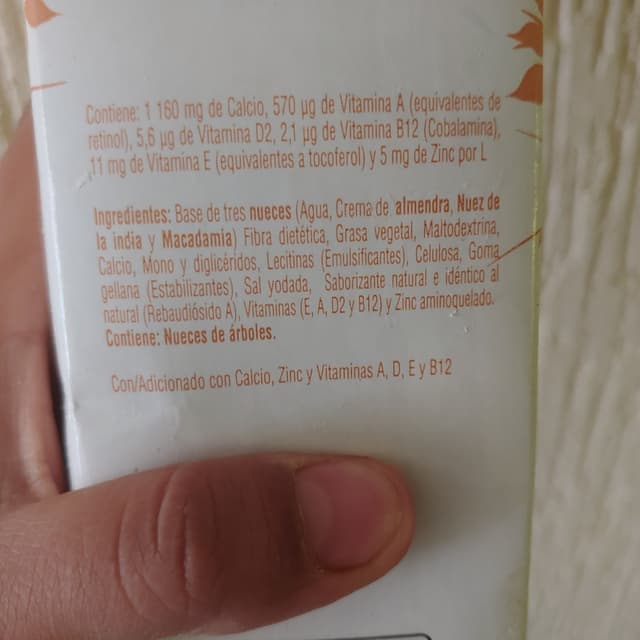 Contiene: 1 160 mg de Calcio, 570 µg de Vitamina A (equivalentes de
retinol), 5,6 µg de Vitamina D2, 2,1 µg de Vitamina B12 (Cobalamina),
11 mg de Vitamina E (equivalentes a tocoferol) y 5 mg de Zinc por L
Ingredientes: Base de tres nueces (Agua, Crema de almendra, Nuez de
la india y Macadamia) Fibra dietética, Grasa vegetal, Maltodextrina,
Calcio, Mono y diglicéridos, Lecitinas (Emulsificantes), Celulosa, Goma
gellana (Estabilizantes), Sal yodada, Saborizante natural e idéntico al
natural (Rebaudiósido A), Vitaminas (E, A, D2 y B12) y Zinc aminoquelado.
Contiene: Nueces de árboles.
Con/Adicionado con Calcio, Zinc y Vitaminas A, D, E y B12